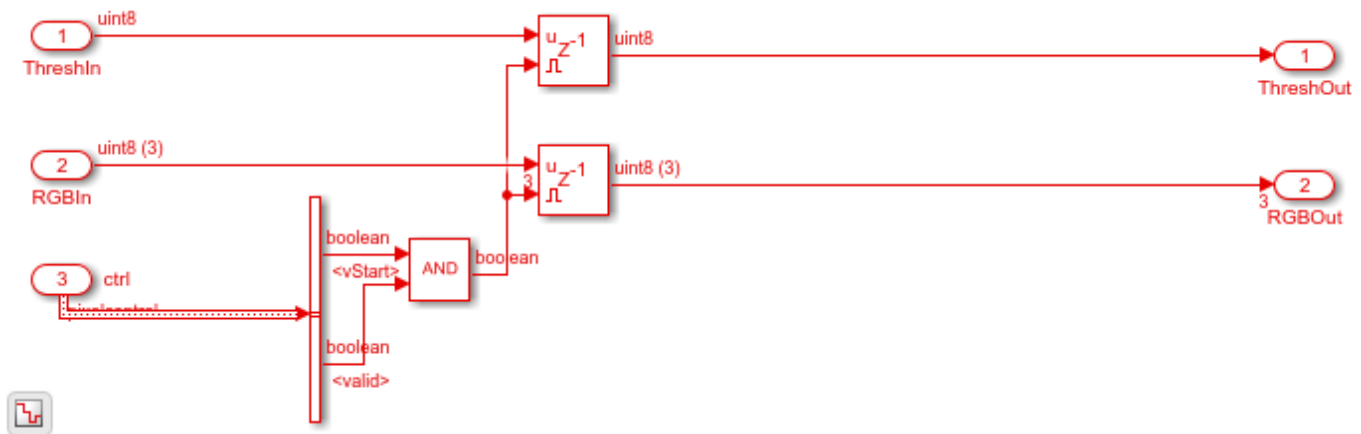 uint8
1
ThreshIn
u
Z-1
uint8
1
ThreshOut
uint8 (3)
2
RGBIn
3
u
Z-1
uint8 (3)
3
2
RGBOut
boolean
<vStart>
AND
boolean
3
ctrl
pixelcontrol
boolean
<valid>